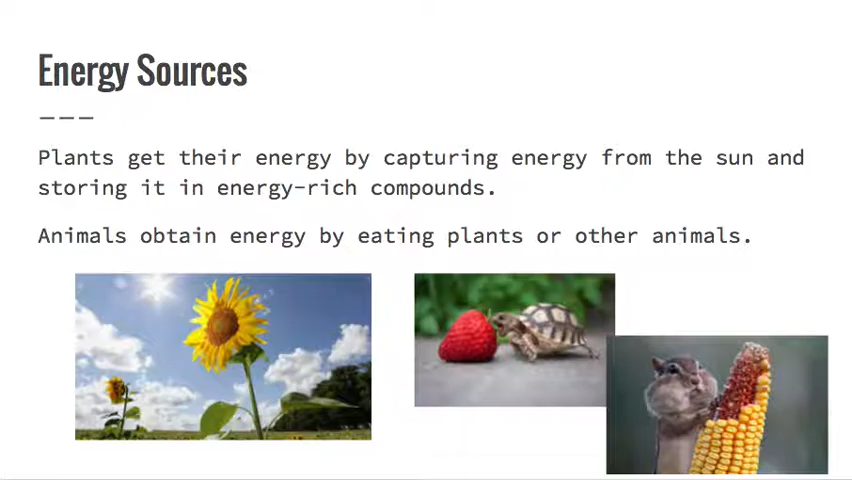 Energy Sources
Plants get their energy by capturing energy from the sun and
storing it in energy-rich compounds.
Animals obtain energy by eating plants or other animals.